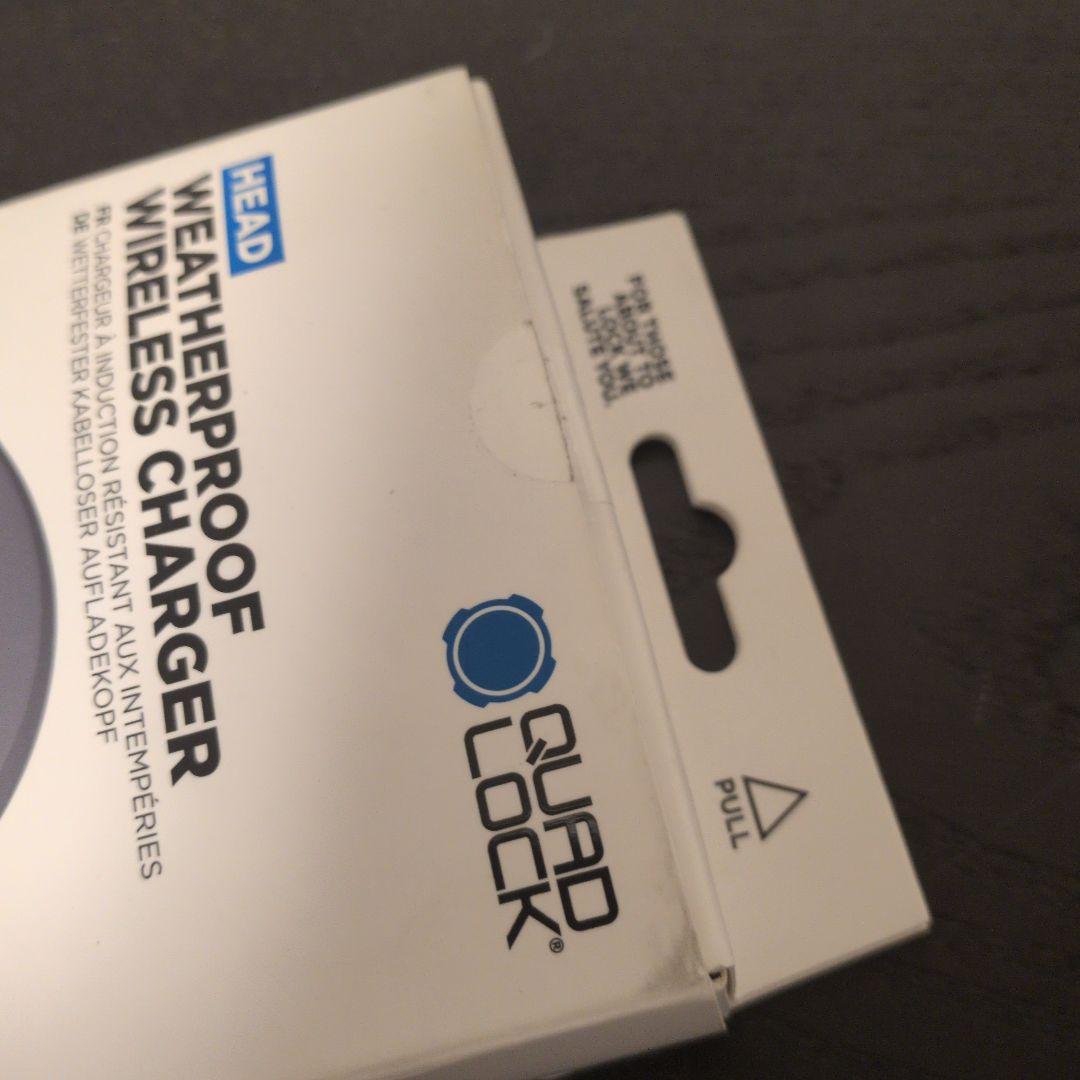 FOR THOSE
ABOUT TO
LOCK, WE
SALUTE YOU.
PULL
QUAD
LOCK®
HEAD
WEATHERPROOF
WIRELESS CHARGER
FR CHARGEUR À INDUCTION RÉSISTANT AUX INTEMPÉRIES
DE WETTERFESTER KABELLOSER AUFLADEKOPF